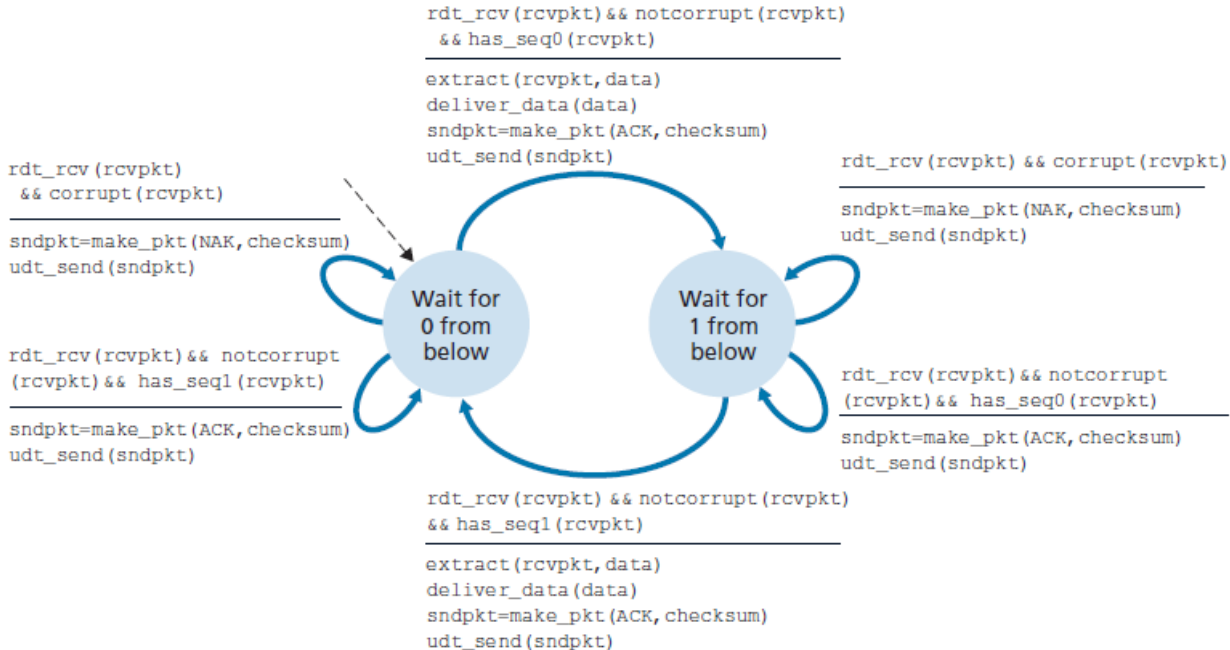 rdt_rcv(rcvpkt)&& notcorrupt(rcvpkt)
&& has_seq0(rcvpkt)
extract(rcvpkt,data)
deliver_data(data)
sndpkt=make_pkt(ACK,checksum)
udt_send(sndpkt)
rdt_rcv(rcvpkt)
&& corrupt(rcvpkt)
sndpkt=make_pkt(NAK,checksum)
udt_send(sndpkt)
rdt_rcv(rcvpkt) && corrupt(rcvpkt)
sndpkt=make_pkt(NAK,checksum)
udt_send(sndpkt)
Wait for
0 from
below
Wait for
1 from
below
rdt_rcv(rcvpkt)&& notcorrupt
(rcvpkt)&& has_seq1(rcvpkt)
sndpkt=make_pkt(ACK,checksum)
udt_send(sndpkt)
rdt_rcv(rcvpkt)&& notcorrupt
(rcvpkt)&& has_seq0(rcvpkt)
sndpkt=make_pkt(ACK,checksum)
udt_send(sndpkt)
rdt_rcv(rcvpkt) && notcorrupt(rcvpkt)
&& has_seq1(rcvpkt)
extract(rcvpkt,data)
deliver_data(data)
sndpkt=make_pkt(ACK,checksum)
udt_send(sndpkt)